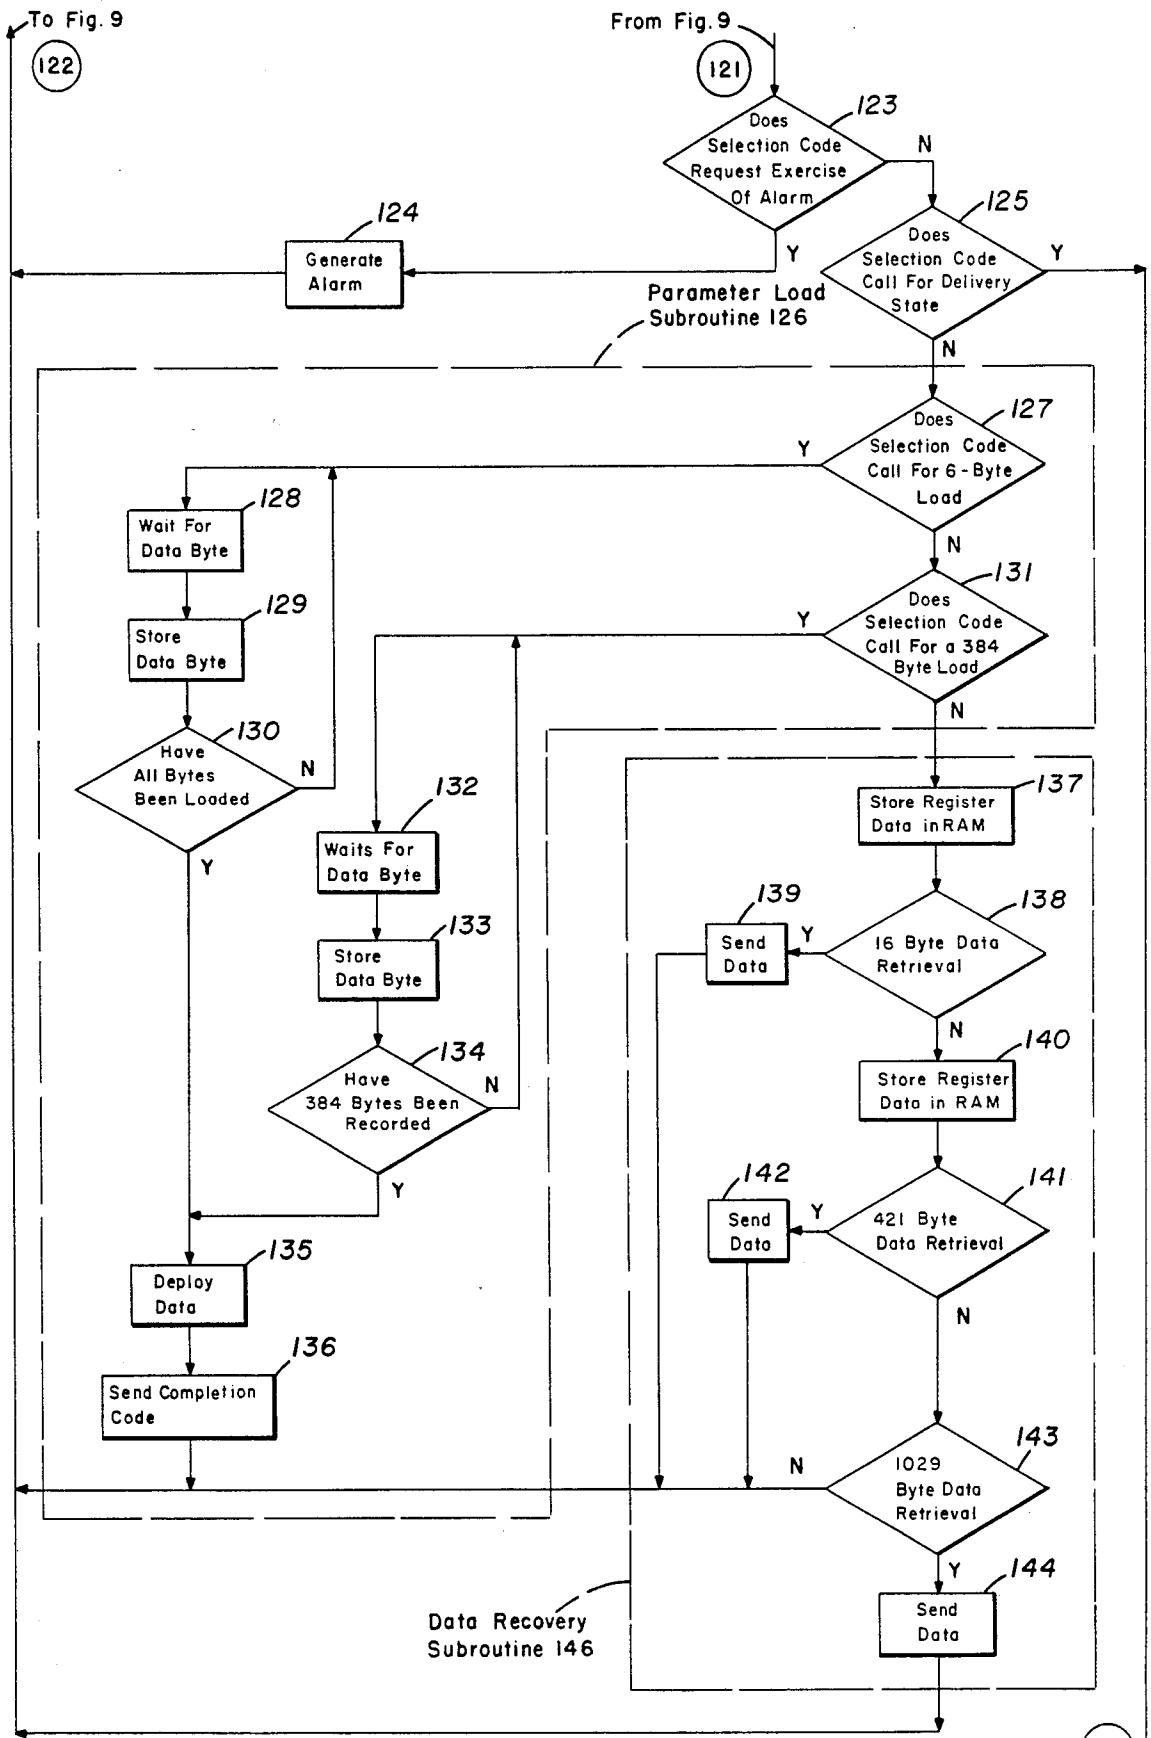 To Fig. 9
122
From Fig. 9
121
123
Does
Selection Code
Request Exercise
Of Alarm
N
Y
124
Generate
Alarm
125
Does
Selection Code
Call For Delivery
State
Y
N
Parameter Load
Subroutine 126
127
Does
Selection Code
Call For 6-Byte
Load
Y
N
128
Wait For
Data Byte
129
Store
Data Byte
130
Have
All Bytes
Been Loaded
N
Y
131
Does
Selection Code
Call For a 384
Byte Load
Y
N
132
Waits For
Data Byte
133
Store
Data Byte
134
Have
384 Bytes Been
Recorded
N
Y
135
Deploy
Data
136
Send Completion
Code
137
Store Register
Data in RAM
138
16 Byte Data
Retrieval
Y
N
139
Send
Data
140
Store Register
Data in RAM
141
421 Byte
Data Retrieval
Y
N
142
Send
Data
143
1029
Byte Data
Retrieval
N
Y
144
Send
Data
Data Recovery
Subroutine 146